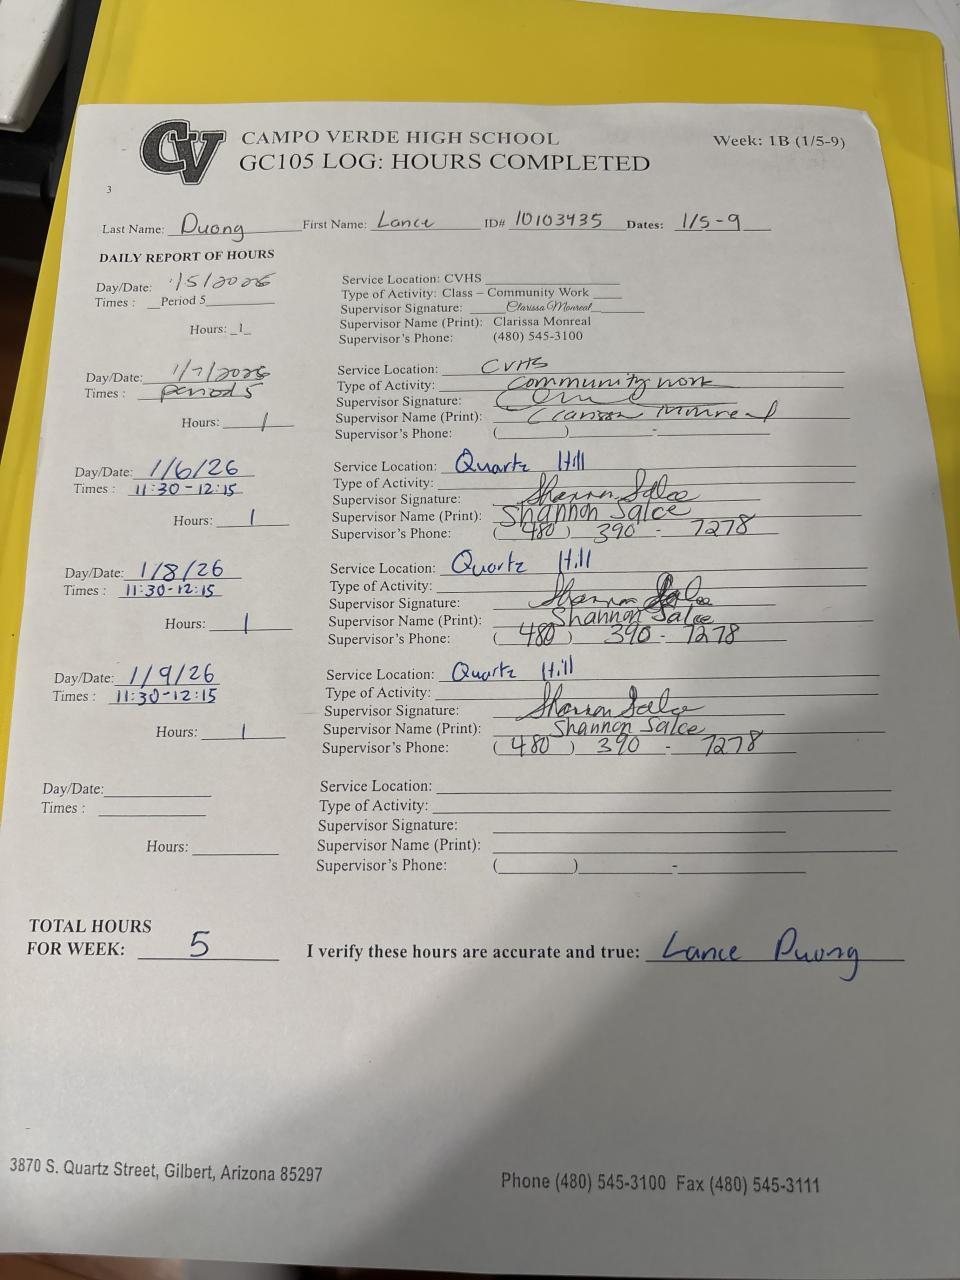 CV CAMPO VERDE HIGH SCHOOL Week: 1B (1/5-9)
GC105 LOG: HOURS COMPLETED
3
Last Name: Duong First Name: Lance ID# 10103435 Dates: 1/5-9
DAILY REPORT OF HOURS
Day/Date: 1/5/2026 Service Location: CVHS
Times : Period 5 Type of Activity: Class – Community Work
Supervisor Signature: Clarissa Monreal
Hours: 1 Supervisor Name (Print): Clarissa Monreal
Supervisor's Phone: (480) 545-3100
Day/Date: 1/7/2026 Service Location: CVHS
Times : period 5 Type of Activity: Community work
Supervisor Signature:
Hours: 1 Supervisor Name (Print): Monreal
Supervisor's Phone: ( ) -
Day/Date: 1/6/26 Service Location: Quartz Hill
Times : 11:30-12:15 Type of Activity:
Supervisor Signature: Shannon Salce
Hours: 1 Supervisor Name (Print): Shannon Salce
Supervisor's Phone: (480) 390 - 7278
Day/Date: 1/8/26 Service Location: Quartz Hill
Times : 11:30-12:15 Type of Activity:
Supervisor Signature: Shannon Salce
Hours: 1 Supervisor Name (Print): Shannon Salce
Supervisor's Phone: (480) 390 - 7278
Day/Date: 1/9/26 Service Location: Quartz Hill
Times : 11:30-12:15 Type of Activity:
Supervisor Signature: Shannon Salce
Hours: 1 Supervisor Name (Print): Shannon Salce
Supervisor's Phone: (480) 390 - 7278
Day/Date: Service Location:
Times : Type of Activity:
Supervisor Signature:
Hours: Supervisor Name (Print):
Supervisor's Phone: ( ) -
TOTAL HOURS
FOR WEEK: 5 I verify these hours are accurate and true: Lance Duong
3870 S. Quartz Street, Gilbert, Arizona 85297 Phone (480) 545-3100 Fax (480) 545-3111